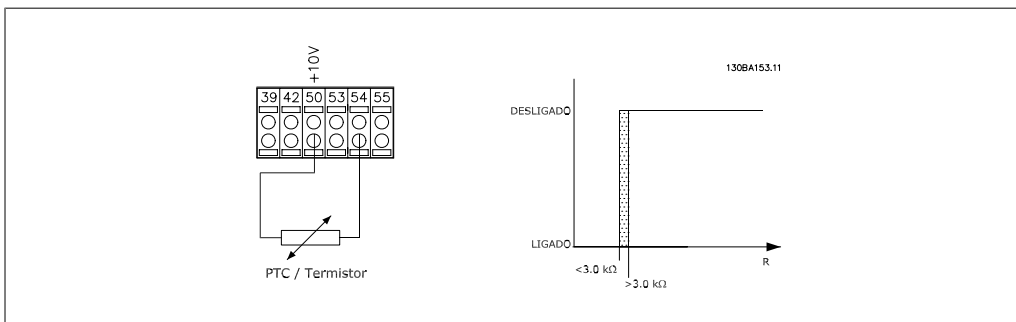 +10V
39 42 50 53 54 55
PTC / Termistor
130BA153.11
DESLIGADO
LIGADO
R
<3.0 kΩ
>3.0 kΩ